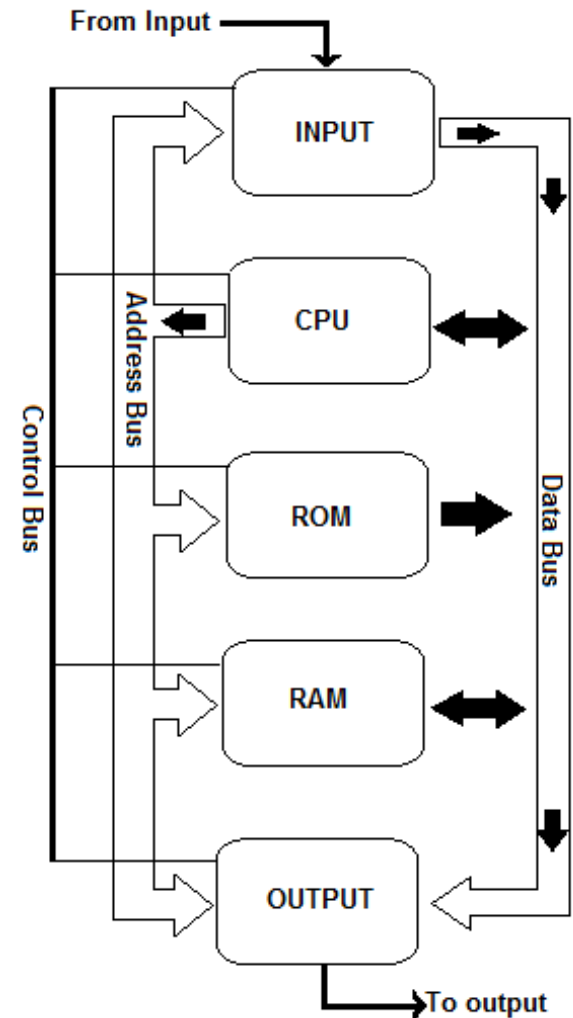 From Input
INPUT
CPU
Address Bus
Control Bus
ROM
Data Bus
RAM
OUTPUT
To output